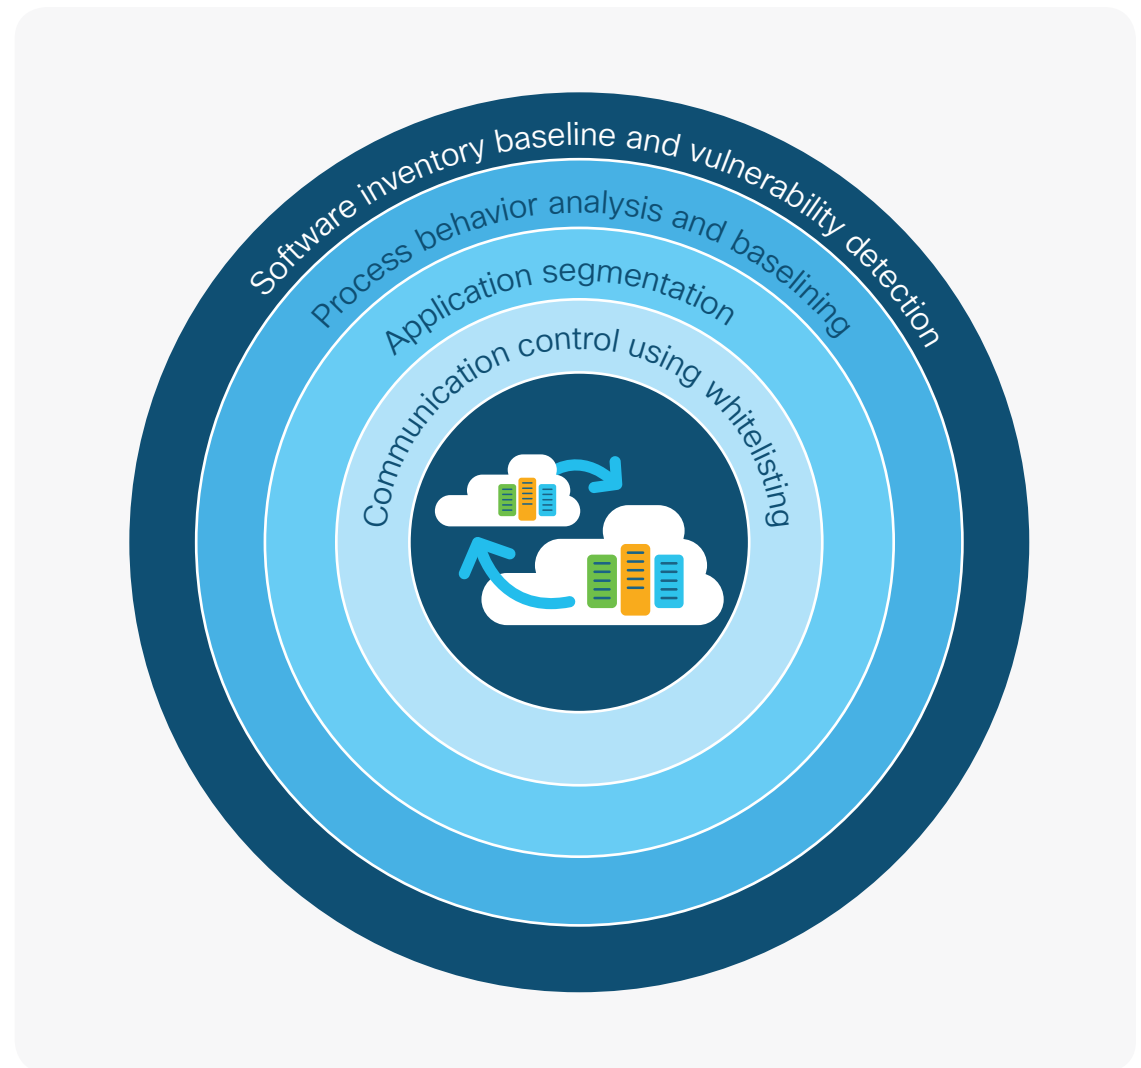 Software inventory baseline and vulnerability detection
Process behavior analysis and baselining
Application segmentation
Communication control using whitelisting